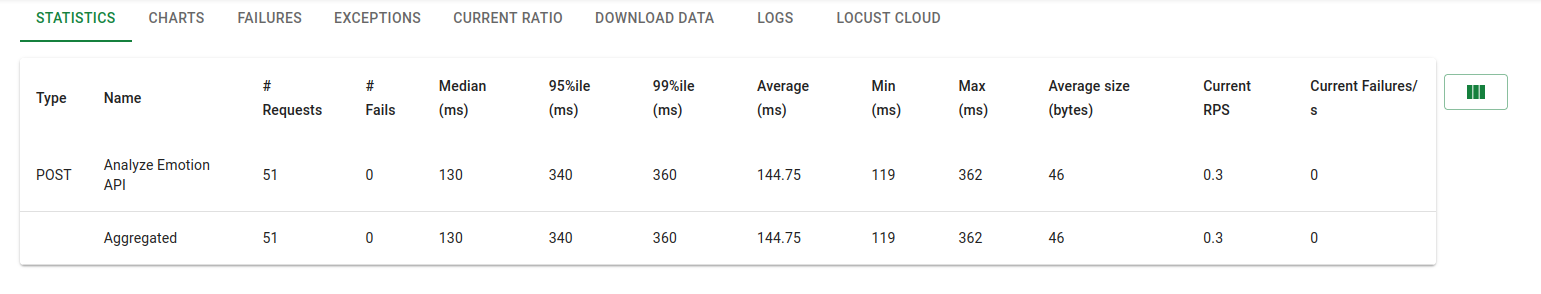 STATISTICS CHARTS FAILURES EXCEPTIONS CURRENT RATIO DOWNLOAD DATA LOGS LOCUST CLOUD
Type Name # Requests # Fails Median (ms) 95%ile (ms) 99%ile (ms) Average (ms) Min (ms) Max (ms) Average size (bytes) Current RPS Current Failures/s
POST Analyze Emotion API 51 0 130 340 360 144.75 119 362 46 0.3 0
Aggregated 51 0 130 340 360 144.75 119 362 46 0.3 0